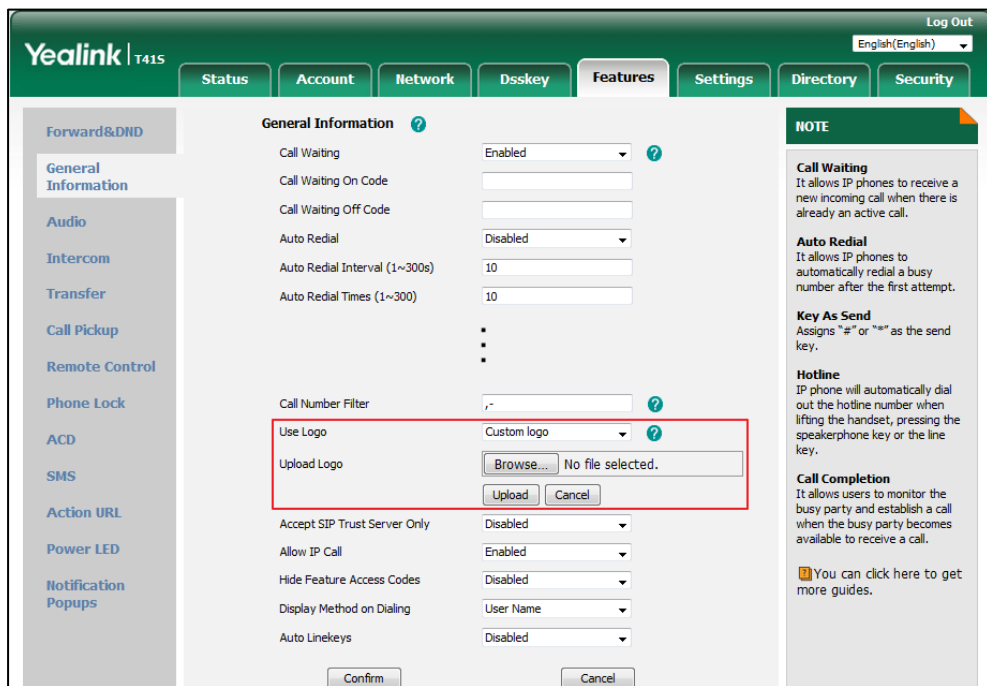 Log Out
Yealink T41S
English(English)
Status Account Network Dsskey Features Settings Directory Security
Forward&DND
General
Information
Audio
Intercom
Transfer
Call Pickup
Remote Control
Phone Lock
ACD
SMS
Action URL
Power LED
Notification
Popups
General Information ?
Call Waiting Enabled ?
Call Waiting On Code
Call Waiting Off Code
Auto Redial Disabled
Auto Redial Interval (1~300s) 10
Auto Redial Times (1~300) 10
Call Number Filter ,- ?
Use Logo Custom logo ?
Upload Logo Browse... No file selected.
Upload Cancel
Accept SIP Trust Server Only Disabled
Allow IP Call Enabled
Hide Feature Access Codes Disabled
Display Method on Dialing User Name
Auto Linekeys Disabled
Confirm Cancel
NOTE
Call Waiting
It allows IP phones to receive a
new incoming call when there is
already an active call.
Auto Redial
It allows IP phones to
automatically redial a busy
number after the first attempt.
Key As Send
Assigns "#" or "*" as the send
key.
Hotline
IP phone will automatically dial
out the hotline number when
lifting the handset, pressing the
speakerphone key or the line
key.
Call Completion
It allows users to monitor the
busy party and establish a call
when the busy party becomes
available to receive a call.
? You can click here to get
more guides.